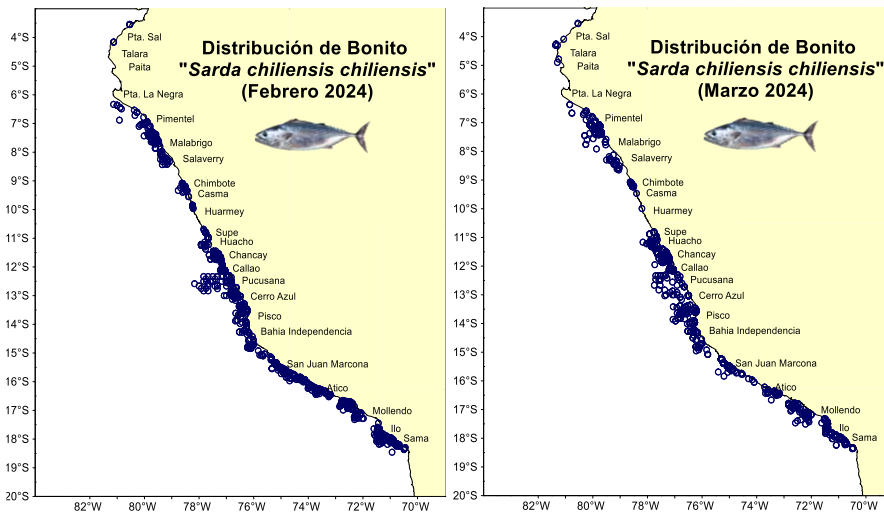 Distribución de Bonito
"Sarda chiliensis chiliensis"
(Febrero 2024)
4°S
5°S
6°S
7°S
8°S
9°S
10°S
11°S
12°S
13°S
14°S
15°S
16°S
17°S
18°S
19°S
20°S
Pta. Sal
Talara
Paita
Pta. La Negra
Pimentel
Malabrigo
Salaverry
Chimbote
Casma
Huarmey
Supe
Huacho
Chancay
Callao
Pucusana
Cerro Azul
Pisco
Bahia Independencia
San Juan Marcona
Atico
Mollendo
Ilo
Sama
82°W
80°W
78°W
76°W
74°W
72°W
70°W
Distribución de Bonito
"Sarda chiliensis chiliensis"
(Marzo 2024)
4°S
5°S
6°S
7°S
8°S
9°S
10°S
11°S
12°S
13°S
14°S
15°S
16°S
17°S
18°S
19°S
20°S
Pta. Sal
Talara
Paita
Pta. La Negra
Pimentel
Malabrigo
Salaverry
Chimbote
Casma
Huarmey
Supe
Huacho
Chancay
Callao
Pucusana
Cerro Azul
Pisco
Bahia Independencia
San Juan Marcona
Atico
Mollendo
Ilo
Sama
82°W
80°W
78°W
76°W
74°W
72°W
70°W